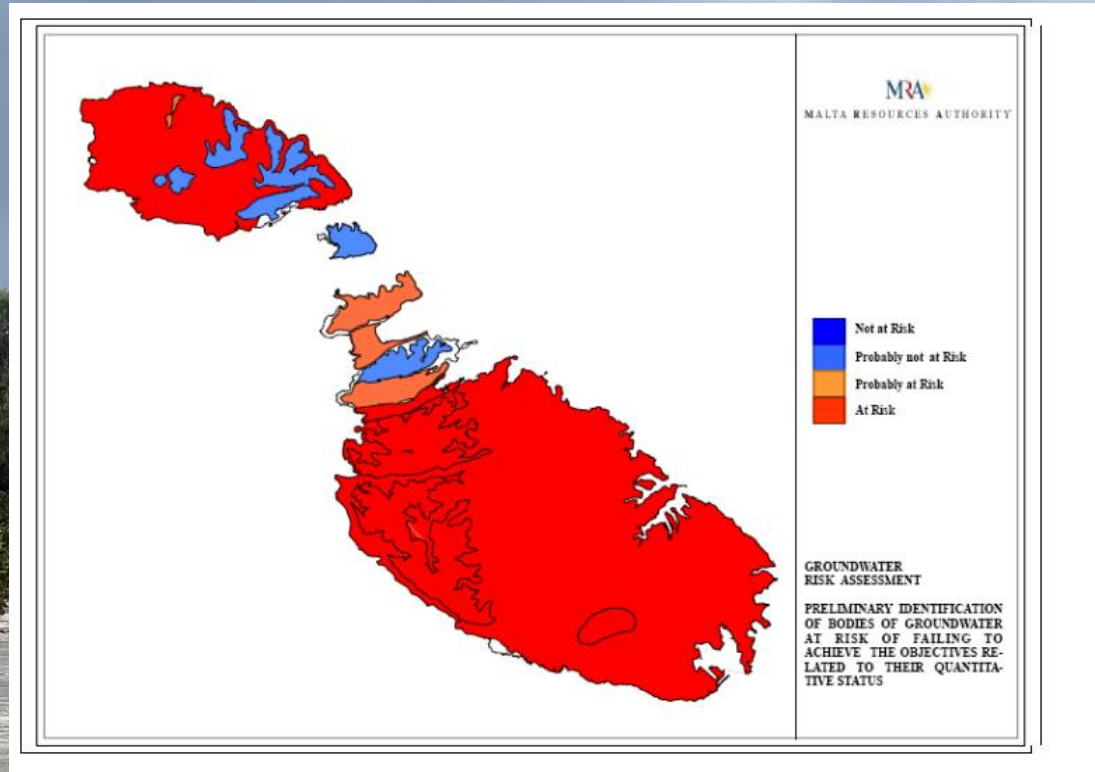 MRA
MALTA RESOURCES AUTHORITY
Not at Risk
Probably not at Risk
Probably at Risk
At Risk
GROUNDWATER
RISK ASSESSMENT
PRELIMINARY IDENTIFICATION
OF BODIES OF GROUNDWATER
AT RISK OF FAILING TO
ACHIEVE THE OBJECTIVES RE-
LATED TO THEIR QUANTITA-
TIVE STATUS